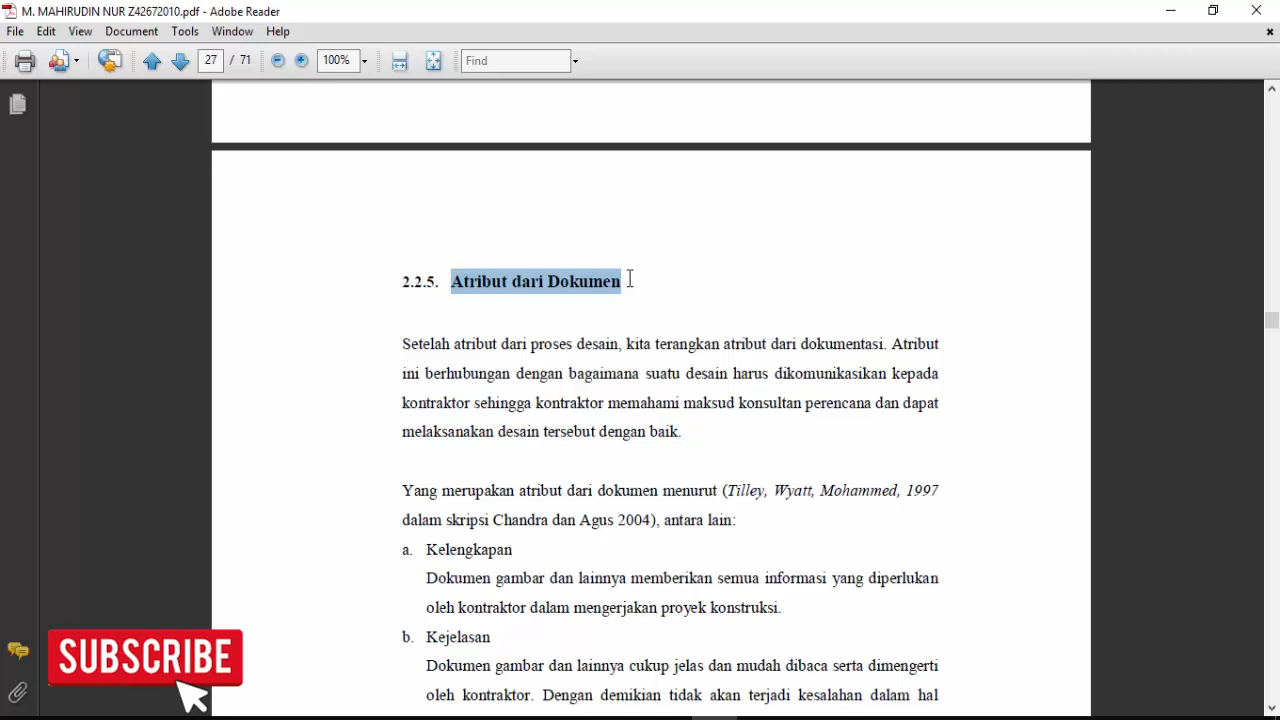 M. MAHIRUDIN NUR Z42672010.pdf - Adobe Reader
File Edit View Document Tools Window Help
27 / 71 100% Find
2.2.5. Atribut dari Dokumen
Setelah atribut dari proses desain, kita terangkan atribut dari dokumentasi. Atribut
ini berhubungan dengan bagaimana suatu desain harus dikomunikasikan kepada
kontraktor sehingga kontraktor memahami maksud konsultan perencana dan dapat
melaksanakan desain tersebut dengan baik.
Yang merupakan atribut dari dokumen menurut (Tilley, Wyatt, Mohammed, 1997
dalam skripsi Chandra dan Agus 2004), antara lain:
a. Kelengkapan
Dokumen gambar dan lainnya memberikan semua informasi yang diperlukan
oleh kontraktor dalam mengerjakan proyek konstruksi.
b. Kejelasan
Dokumen gambar dan lainnya cukup jelas dan mudah dibaca serta dimengerti
oleh kontraktor. Dengan demikian tidak akan terjadi kesalahan dalam hal
SUBSCRIBE